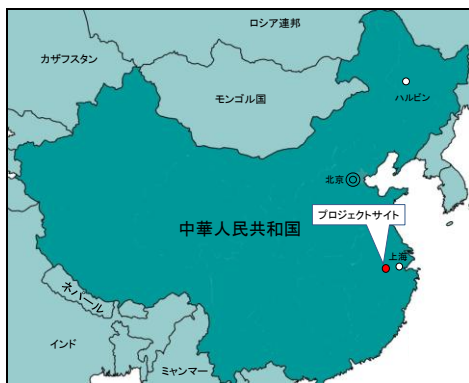 ロシア連邦
カザフスタン
モンゴル国
ハルビン
北京
プロジェクトサイト
中華人民共和国
上海
ネパール
インド
ミャンマー